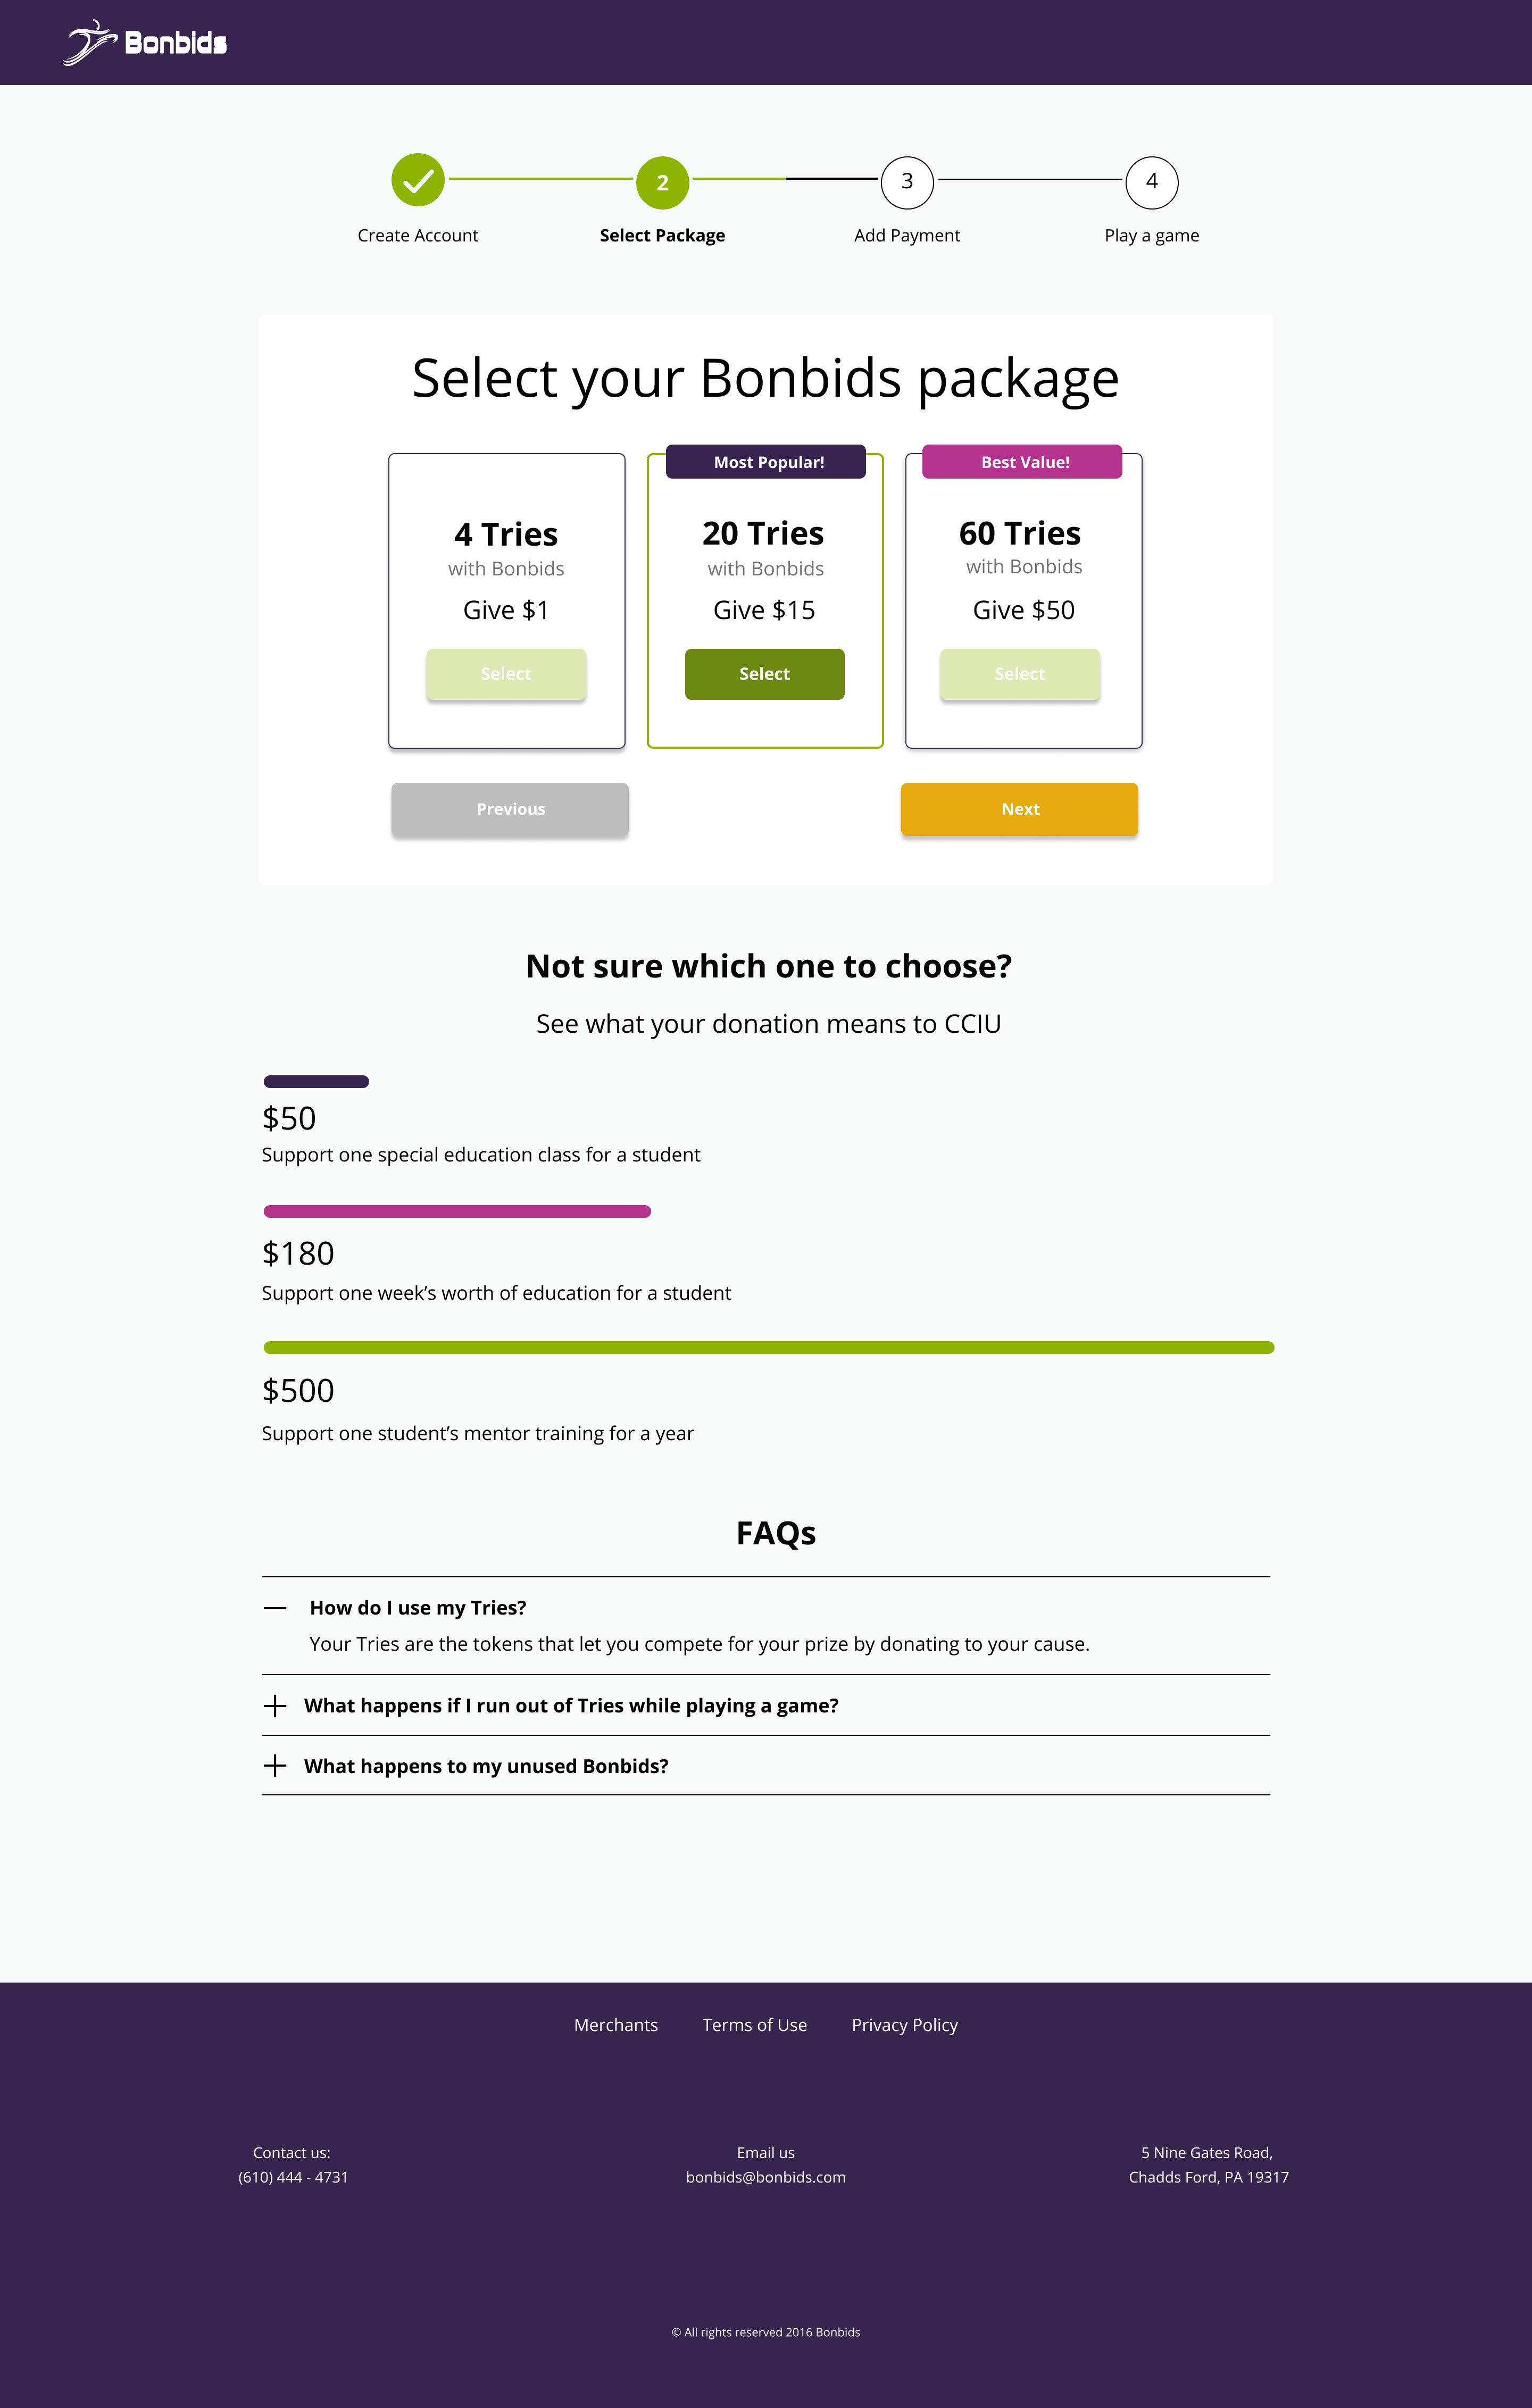 Bonbids
2
3
4
Create Account
Select Package
Add Payment
Play a game
Select your Bonbids package
4 Tries
with Bonbids
Give $1
Select
Most Popular!
20 Tries
with Bonbids
Give $15
Select
Best Value!
60 Tries
with Bonbids
Give $50
Select
Previous
Next
Not sure which one to choose?
See what your donation means to CCIU
$50
Support one special education class for a student
$180
Support one week’s worth of education for a student
$500
Support one student’s mentor training for a year
FAQs
How do I use my Tries?
Your Tries are the tokens that let you compete for your prize by donating to your cause.
What happens if I run out of Tries while playing a game?
What happens to my unused Bonbids?
Merchants
Terms of Use
Privacy Policy
Contact us:
(610) 444 - 4731
Email us
bonbids@bonbids.com
5 Nine Gates Road,
Chadds Ford, PA 19317
© All rights reserved 2016 Bonbids